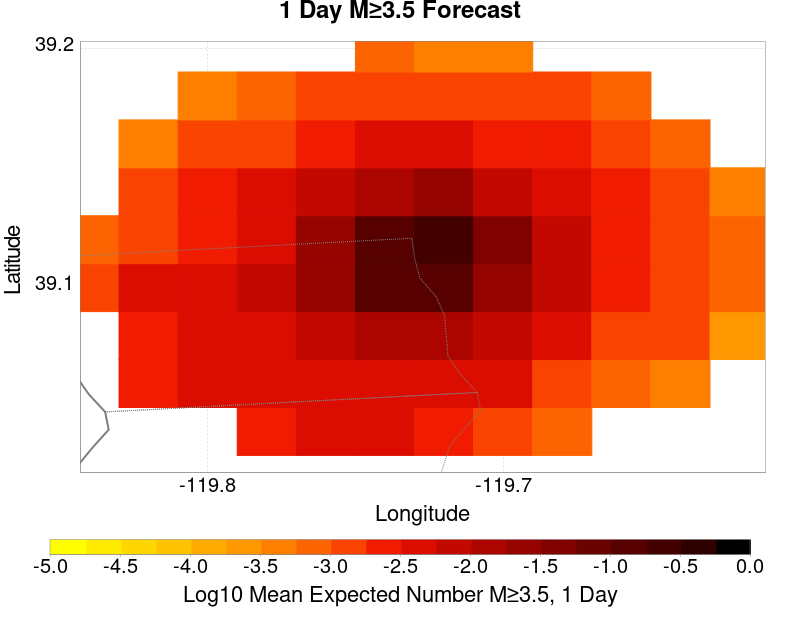 1 Day M≥3.5 Forecast
39.2
39.1
Latitude
-119.8
-119.7
Longitude
-5.0 -4.5 -4.0 -3.5 -3.0 -2.5 -2.0 -1.5 -1.0 -0.5 0.0
Log10 Mean Expected Number M≥3.5, 1 Day